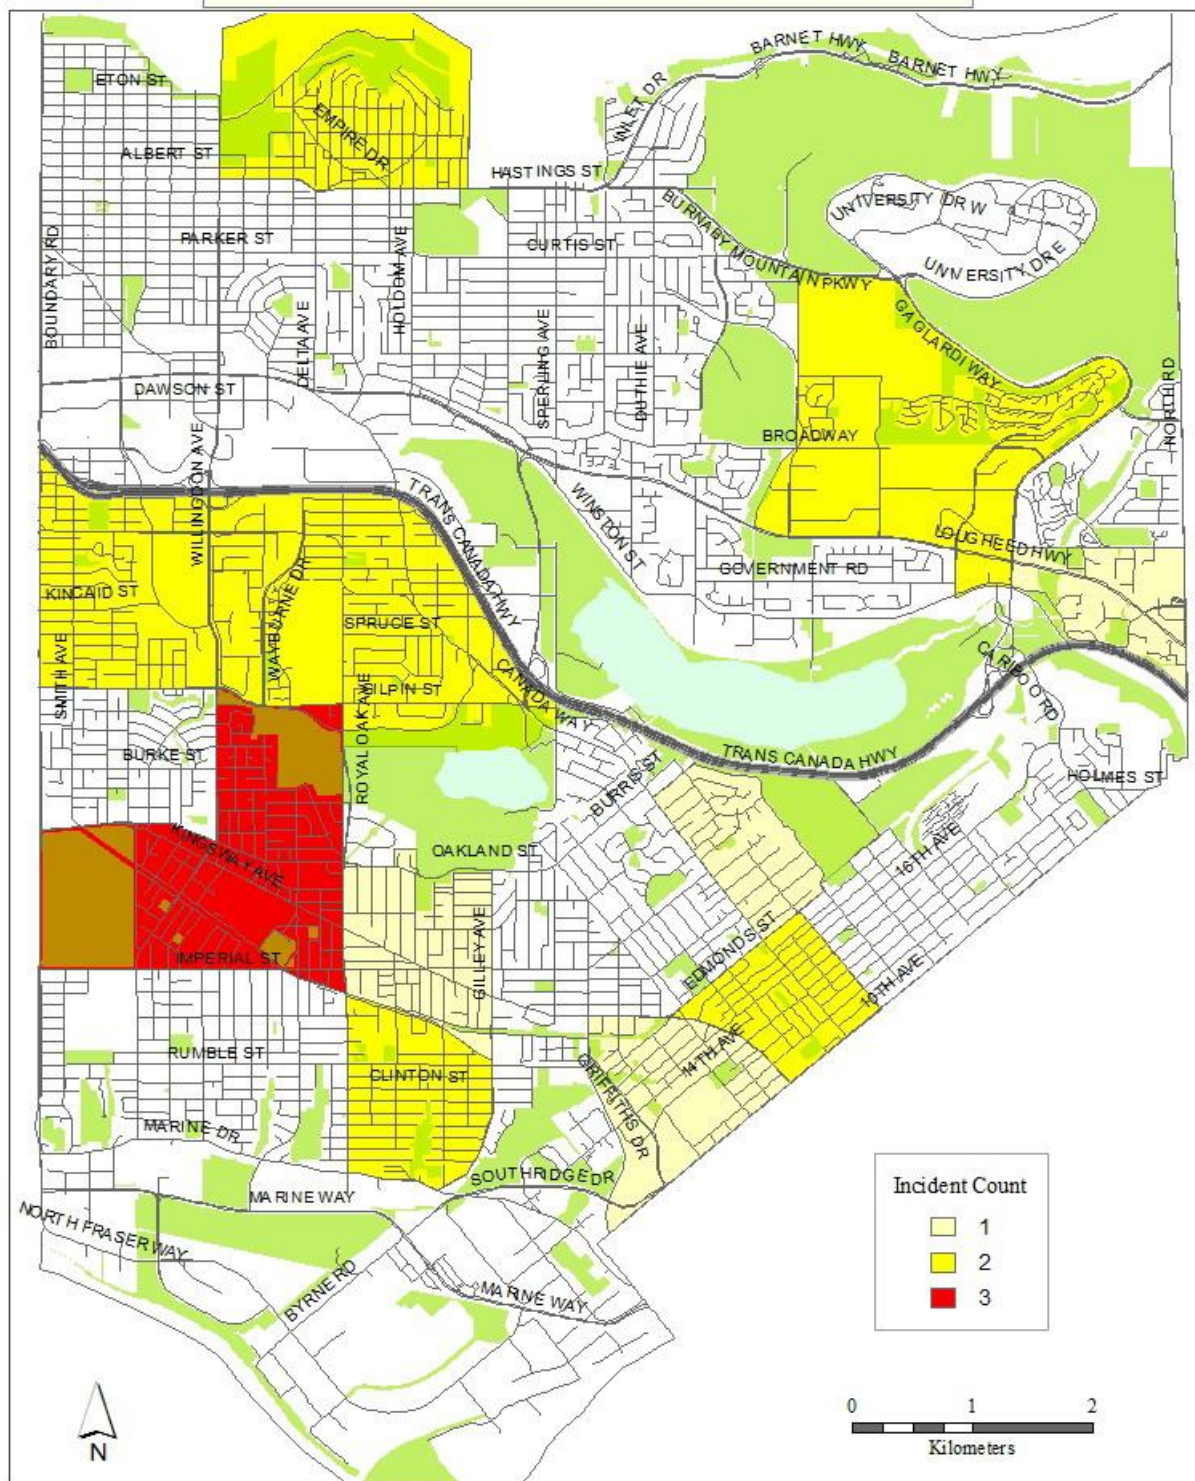 BARNET HWY
BARNET HWY
ETON ST
INLET DR
EMPIRE DR
ALBERT ST
HASTINGS ST
UNIVERSITY DR W
BURNABY MOUNTAIN PKWY
PARKER ST
CURTIS ST
UNIVERSITY DR E
BOUNDARY RD
HOLDOM AVE
DELTA AVE
GAGLARDI WAY
SPERLING AVE
DUTHIE AVE
DAWSON ST
NORTH RD
BROADWAY
WILLINGDON AVE
TRANS CANADA HWY
WINSTON ST
LOUGHEED HWY
GOVERNMENT RD
KINCAID ST
WAYBURNE DR
SPRUCE ST
SMITH AVE
CANADA WAY
CARIBOO RD
GILPIN ST
ROYAL OAK AVE
BURKE ST
TRANS CANADA HWY
BURRIS ST
HOLMES ST
KINGSWAY AVE
OAKLAND ST
16TH AVE
IMPERIAL ST
GILLEY AVE
EDMONDS ST
10TH AVE
RUMBLE ST
14TH AVE
CLINTON ST
GRIFFITHS DR
MARINE DR
SOUTHRIDGE DR
MARINE WAY
NORTH FRASER WAY
BYRNE RD
MARINE WAY
Incident Count
1
2
3
0 1 2
Kilometers
N